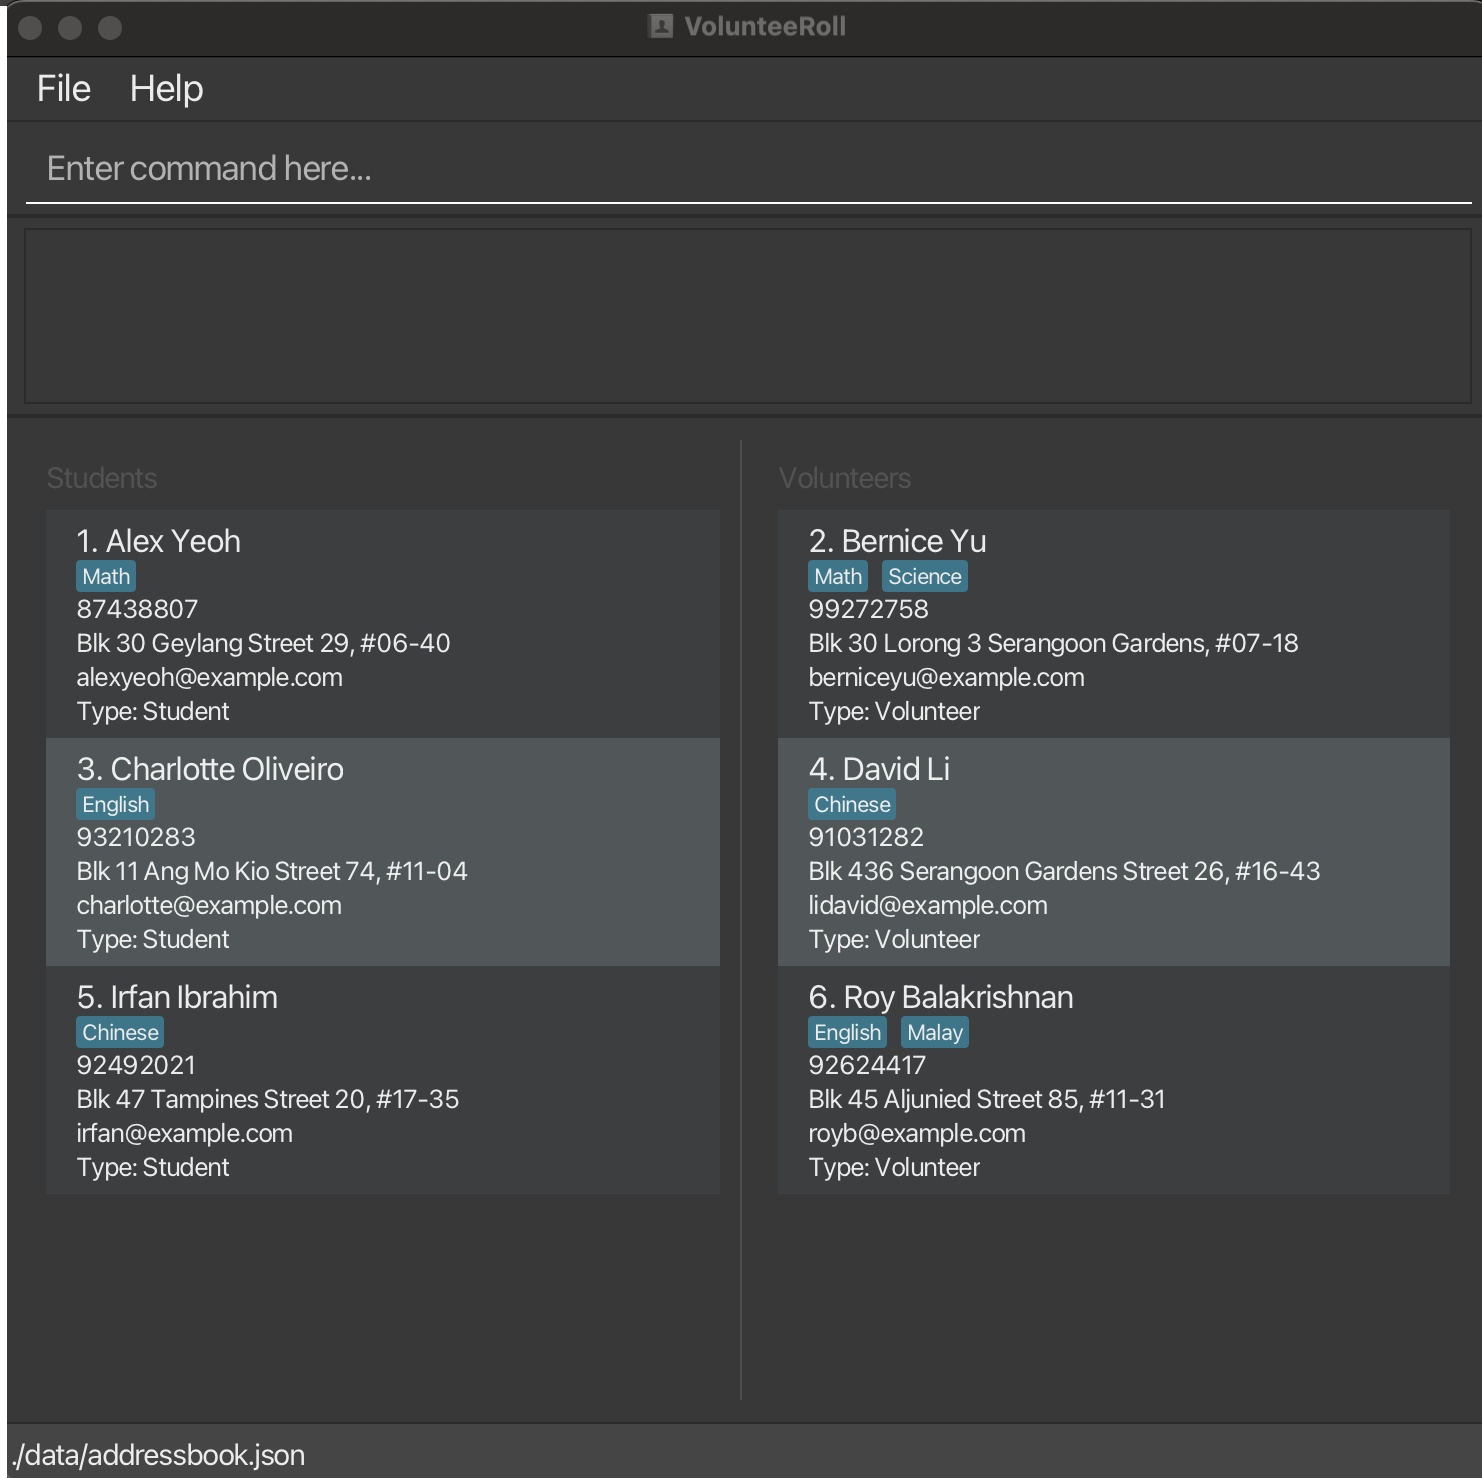 VolunteeRoll
File Help
Enter command here...
Students
1. Alex Yeoh
Math
87438807
Blk 30 Geylang Street 29, #06-40
alexyeoh@example.com
Type: Student
3. Charlotte Oliveiro
English
93210283
Blk 11 Ang Mo Kio Street 74, #11-04
charlotte@example.com
Type: Student
5. Irfan Ibrahim
Chinese
92492021
Blk 47 Tampines Street 20, #17-35
irfan@example.com
Type: Student
Volunteers
2. Bernice Yu
Math Science
99272758
Blk 30 Lorong 3 Serangoon Gardens, #07-18
berniceyu@example.com
Type: Volunteer
4. David Li
Chinese
91031282
Blk 436 Serangoon Gardens Street 26, #16-43
lidavid@example.com
Type: Volunteer
6. Roy Balakrishnan
English Malay
92624417
Blk 45 Aljunied Street 85, #11-31
royb@example.com
Type: Volunteer
./data/addressbook.json